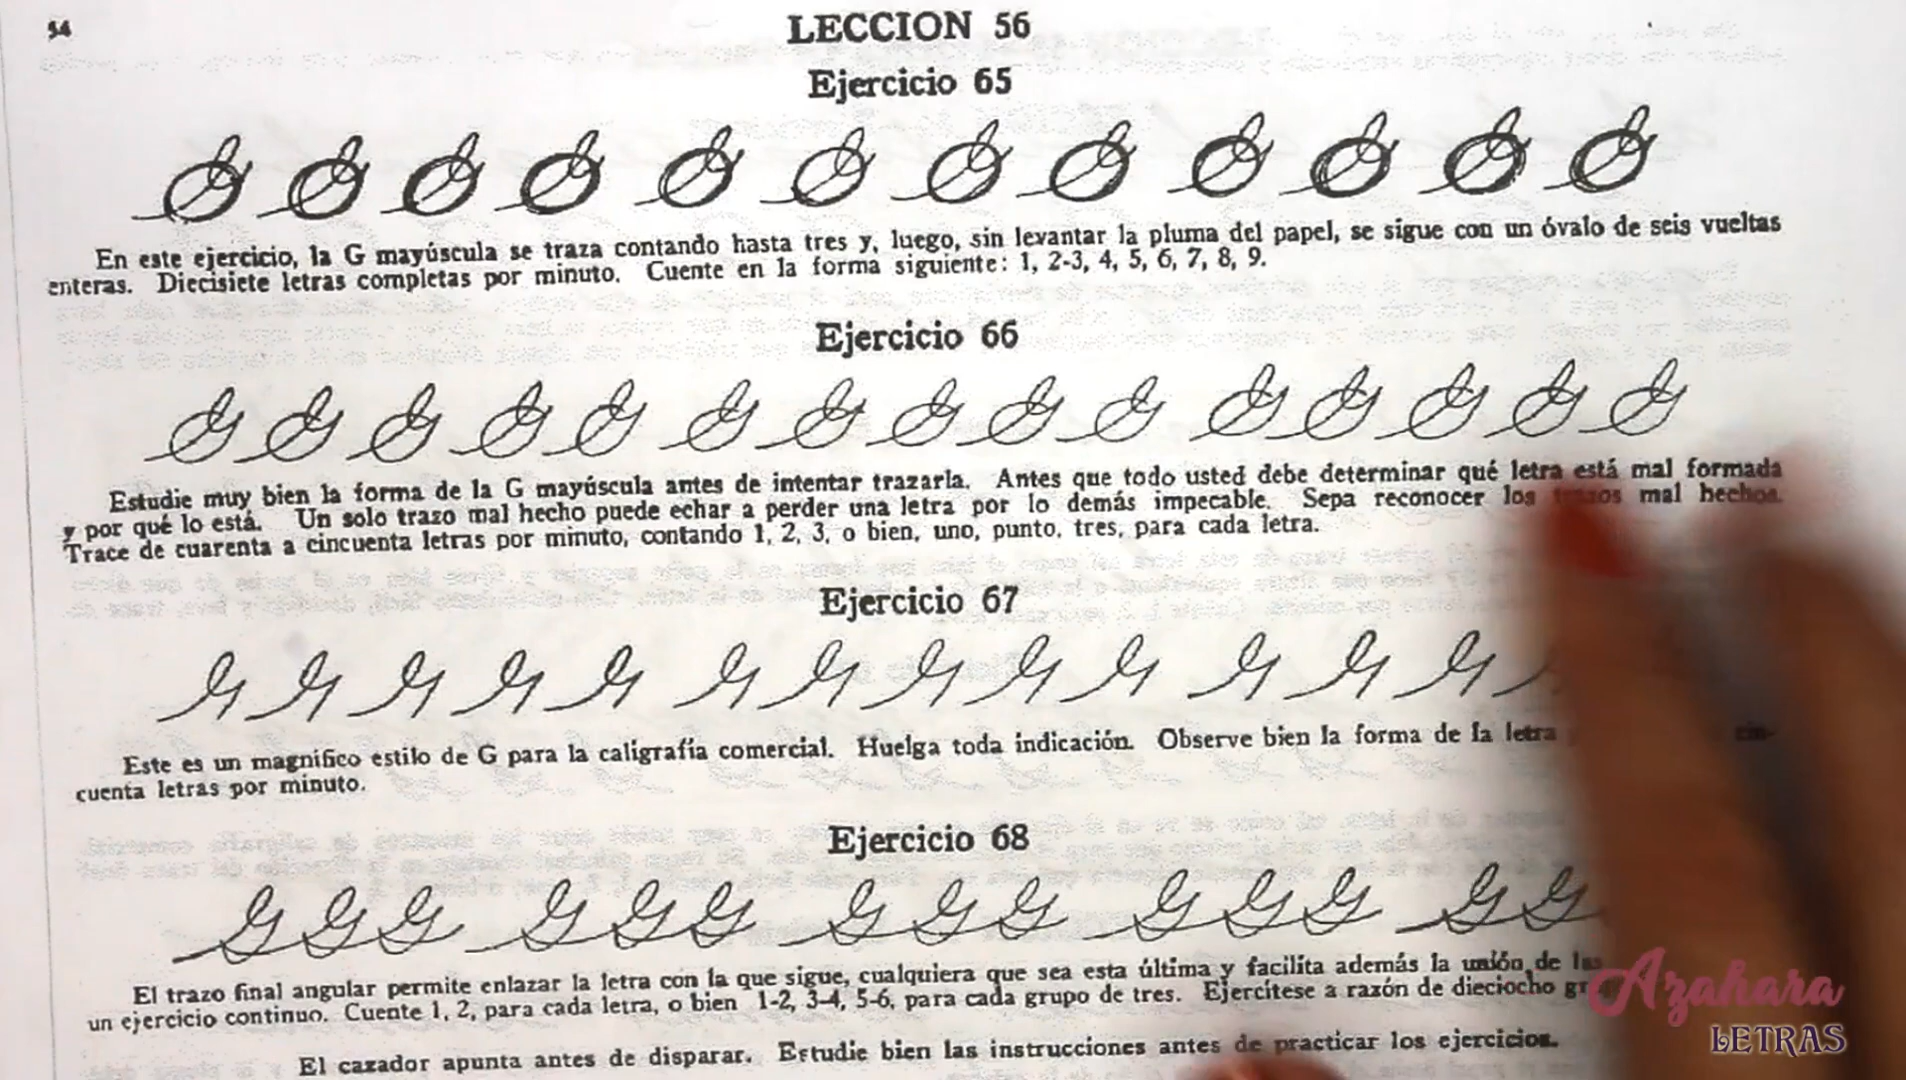 54
LECCION 56
Ejercicio 65
En este ejercicio, la G mayúscula se traza contando hasta tres y, luego, sin levantar la pluma del papel, se sigue con un óvalo de seis vueltas
enteras. Diecisiete letras completas por minuto. Cuente en la forma siguiente: 1, 2-3, 4, 5, 6, 7, 8, 9.
Ejercicio 66
Estudie muy bien la forma de la G mayúscula antes de intentar trazarla. Antes que todo usted debe determinar qué letra está mal formada
y por qué lo está. Un solo trazo mal hecho puede echar a perder una letra por lo demás impecable. Sepa reconocer los trazos mal hechos.
Trace de cuarenta a cincuenta letras por minuto, contando 1, 2, 3, o bien, uno, punto, tres, para cada letra.
Ejercicio 67
Este es un magnífico estilo de G para la caligrafía comercial. Huelga toda indicación. Observe bien la forma de la letra cin-
cuenta letras por minuto.
Ejercicio 68
El trazo final angular permite enlazar la letra con la que sigue, cualquiera que sea esta última y facilita además la unión de las
un ejercicio continuo. Cuente 1, 2, para cada letra, o bien 1-2, 3-4, 5-6, para cada grupo de tres. Ejercítese a razón de dieciocho
El cazador apunta antes de disparar. Estudie bien las instrucciones antes de practicar los ejercicios.
Azahara
LETRAS